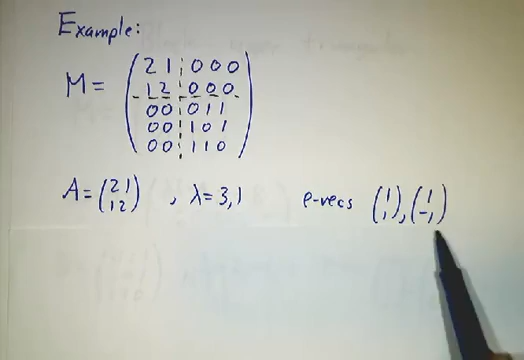 Example:
M = ( 2 1 0 0 0
1 2 0 0 0
0 0 0 1 1
0 0 1 0 1
0 0 1 1 0 )
A = ( 2 1 , λ = 3, 1 e-vecs ( 1 ), ( 1
1 2 ) 1 -1 )